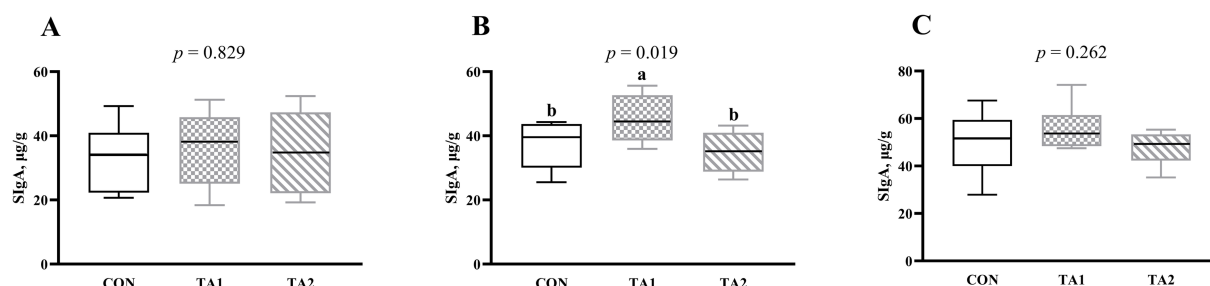 A
p = 0.829
SIgA, μg/g
60
40
20
0
CON TA1 TA2
B
p = 0.019
SIgA, μg/g
60
40
20
0
b a b
CON TA1 TA2
C
p = 0.262
SIgA, μg/g
80
60
40
20
0
CON TA1 TA2